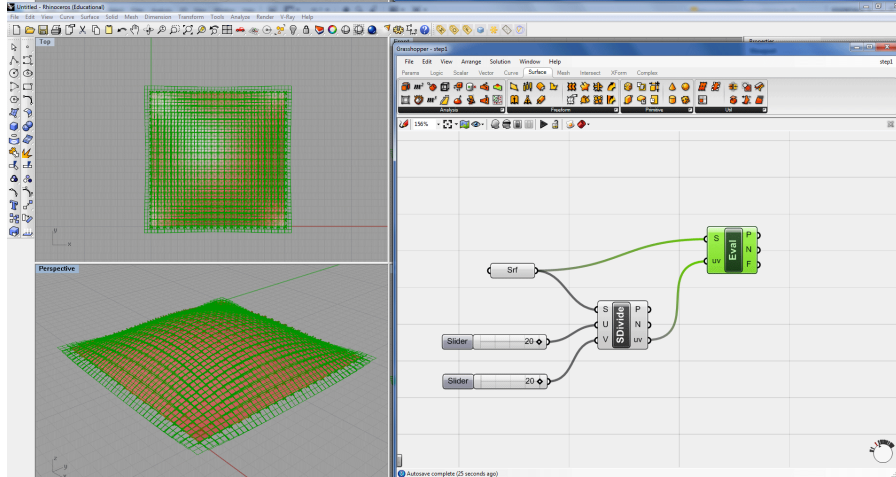 Untitled - Rhinoceros (Educational)
File Edit View Curve Surface Solid Mesh Dimension Transform Tools Analyze Render V-Ray Help
Top
Perspective
Grasshopper - step1
File Edit View Arrange Solution Window Help step1
Params Logic Scalar Vector Curve Surface Mesh Intersect XForm Complex
Analysis Freeform Primitive Util
156%
Srf
S
uv
Eval
P
N
F
S
U
V
SDivide
P
N
uv
Slider 20
Slider 20
Autosave complete (25 seconds ago)